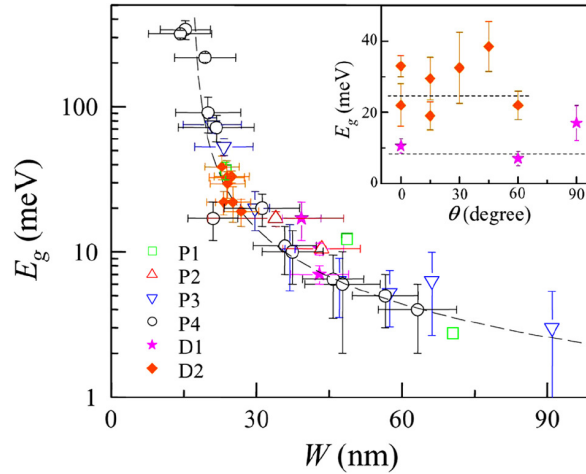 100
10
1
E_g (meV)
0
30
60
90
W (nm)
P1
P2
P3
P4
D1
D2
40
20
0
E_g (meV)
0
30
60
90
θ (degree)